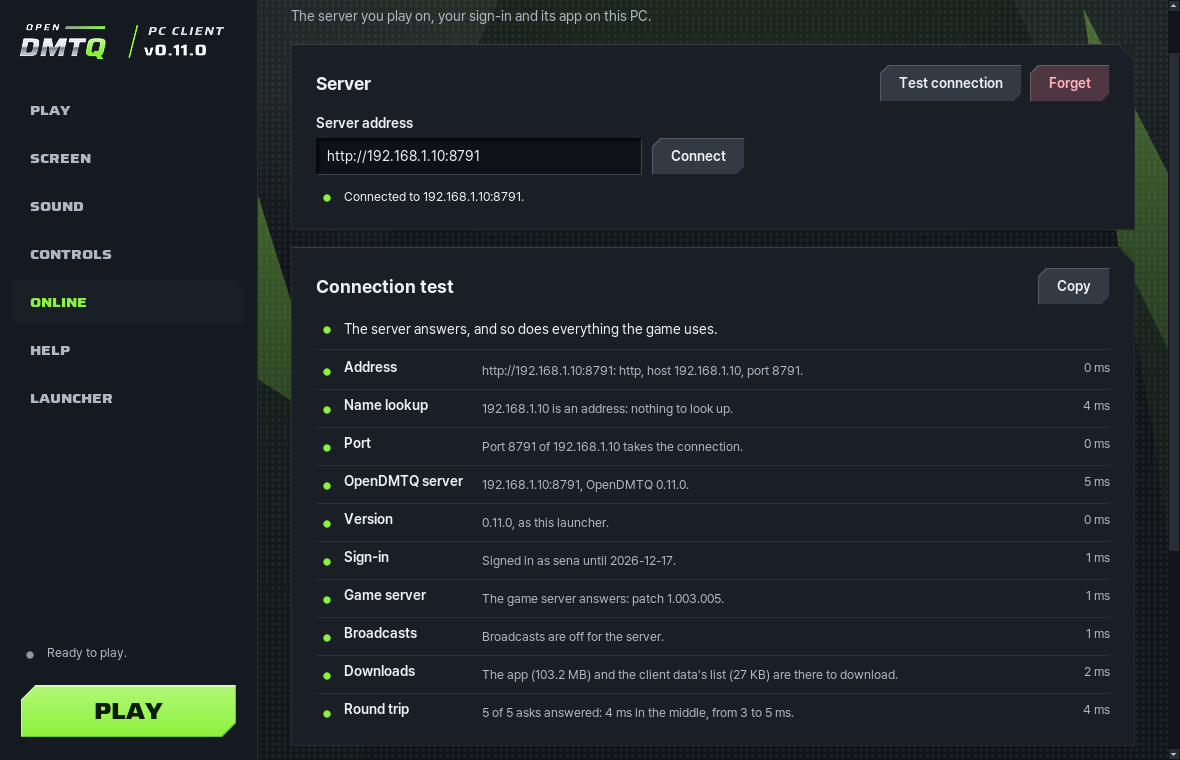 The server you play on, your sign-in and its app on this PC.
OPEN
DMTQ
PC CLIENT
v0.11.0
PLAY
SCREEN
SOUND
CONTROLS
ONLINE
HELP
LAUNCHER
Ready to play.
PLAY
Server
Test connection
Forget
Server address
http://192.168.1.10:8791
Connect
Connected to 192.168.1.10:8791.
Connection test
Copy
The server answers, and so does everything the game uses.
Address http://192.168.1.10:8791: http, host 192.168.1.10, port 8791. 0 ms
Name lookup 192.168.1.10 is an address: nothing to look up. 4 ms
Port Port 8791 of 192.168.1.10 takes the connection. 0 ms
OpenDMTQ server 192.168.1.10:8791, OpenDMTQ 0.11.0. 5 ms
Version 0.11.0, as this launcher. 0 ms
Sign-in Signed in as sena until 2026-12-17. 1 ms
Game server The game server answers: patch 1.003.005. 1 ms
Broadcasts Broadcasts are off for the server. 1 ms
Downloads The app (103.2 MB) and the client data's list (27 KB) are there to download. 2 ms
Round trip 5 of 5 asks answered: 4 ms in the middle, from 3 to 5 ms. 4 ms